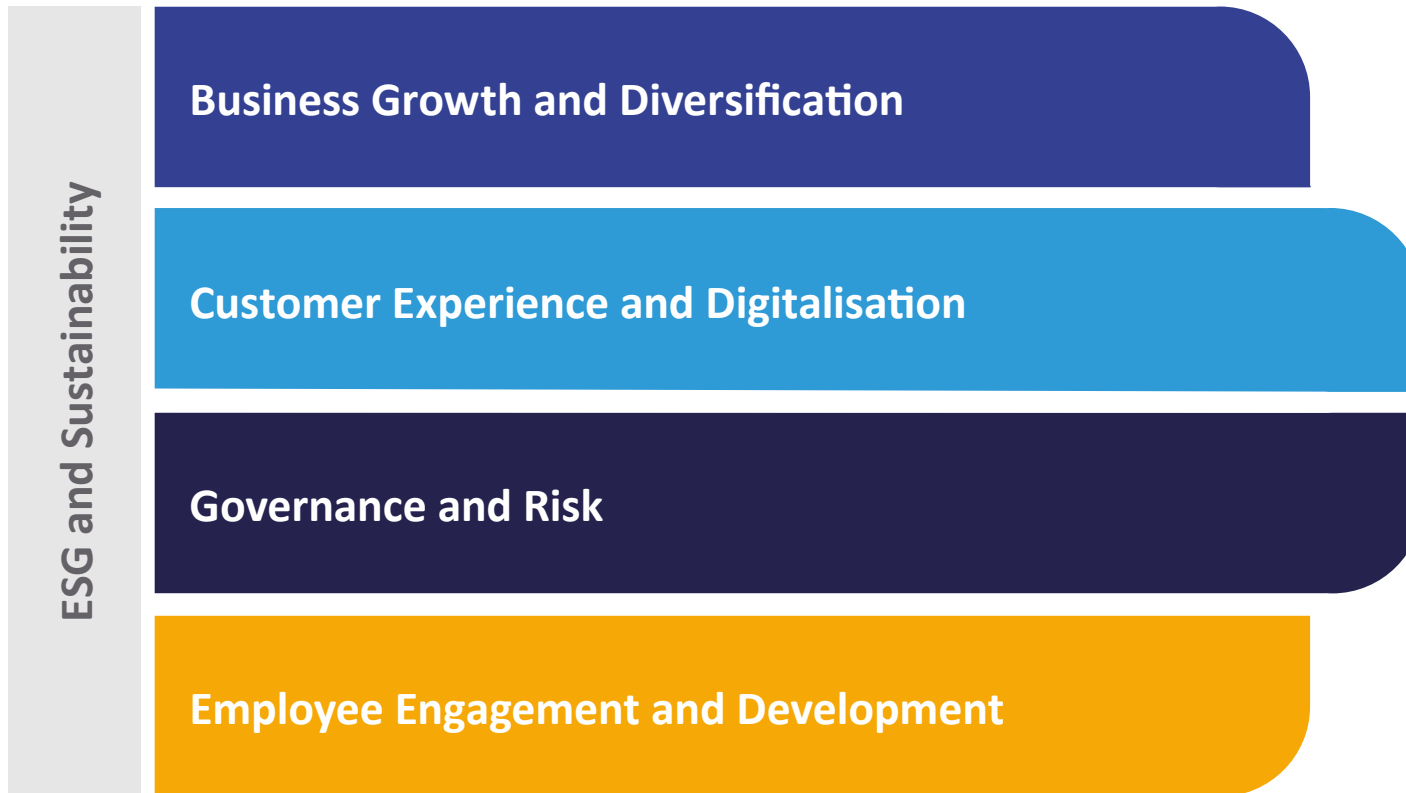 ESG and Sustainability
Business Growth and Diversification
Customer Experience and Digitalisation
Governance and Risk
Employee Engagement and Development